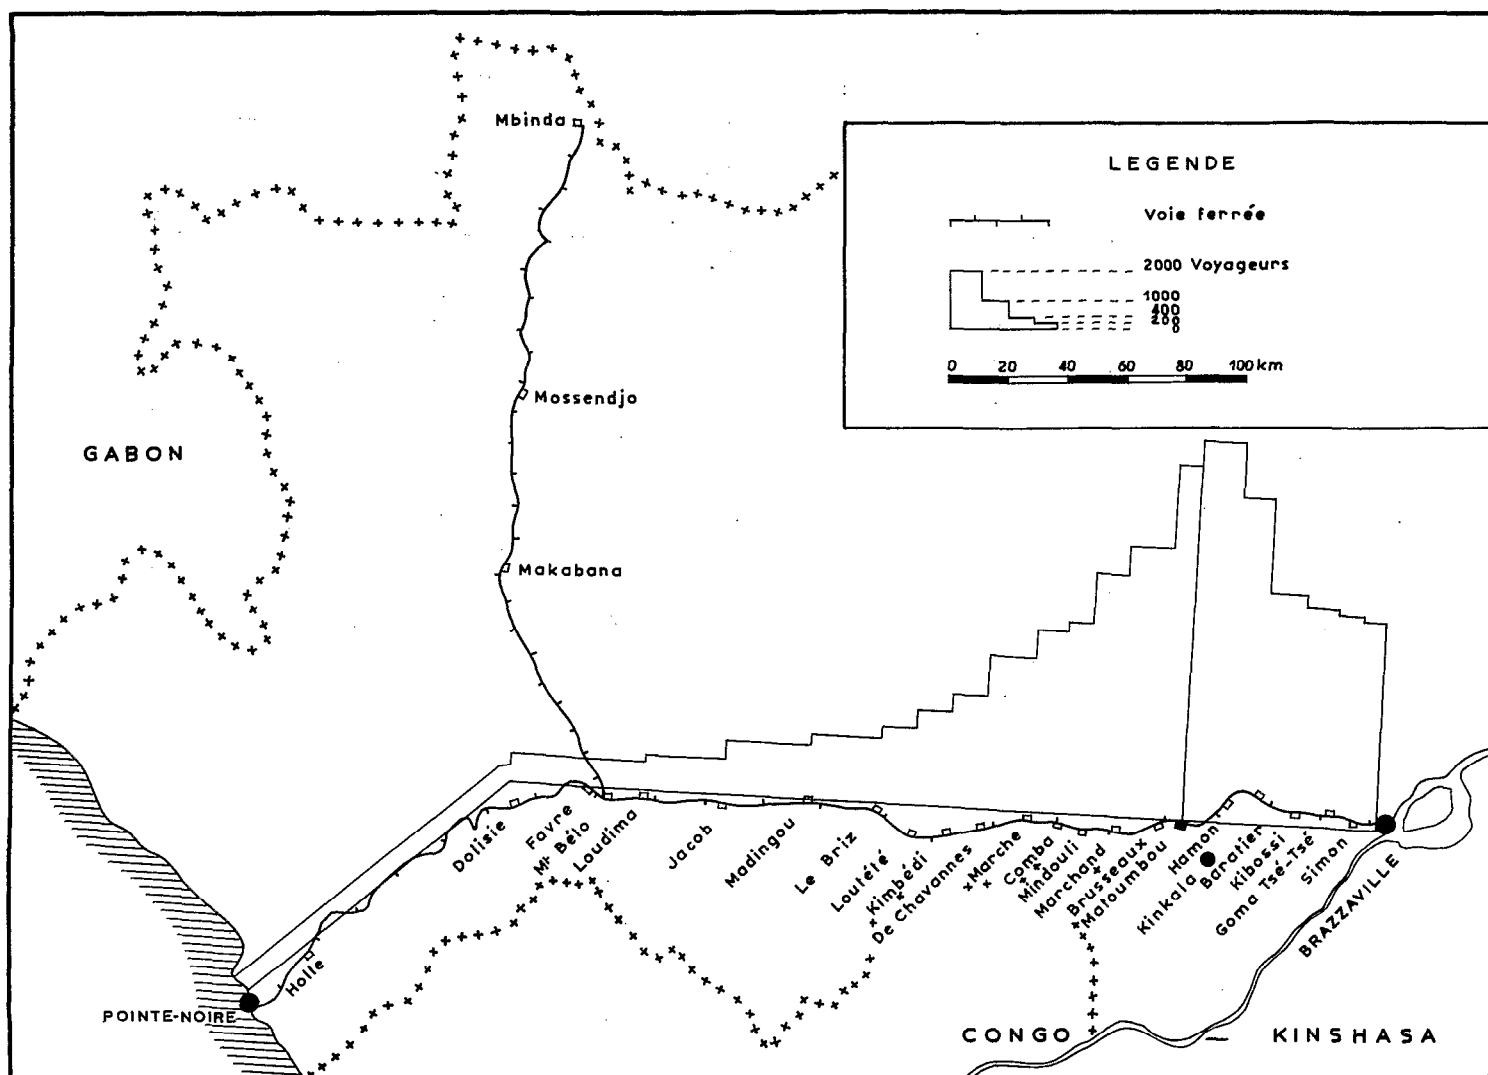 Mbinda
LEGENDE
Voie ferrée
2000 Voyageurs
1000
400
200
0
0 20 40 60 80 100 km
Mossendjo
GABON
Makabana
Dolisie
Favre
Mt Bélo
Loudima
Jacob
Madingou
Le Briz
Loutété
Kimbédi
De Chavannes
Marche
Comba
Mindouli
Marchand
Brusseaux
Matoumbou
Hamon
Kinkala
Baratier
Kibossi
Goma Tsé-Tsé
Simon
BRAZZAVILLE
Holle
POINTE-NOIRE
CONGO — KINSHASA